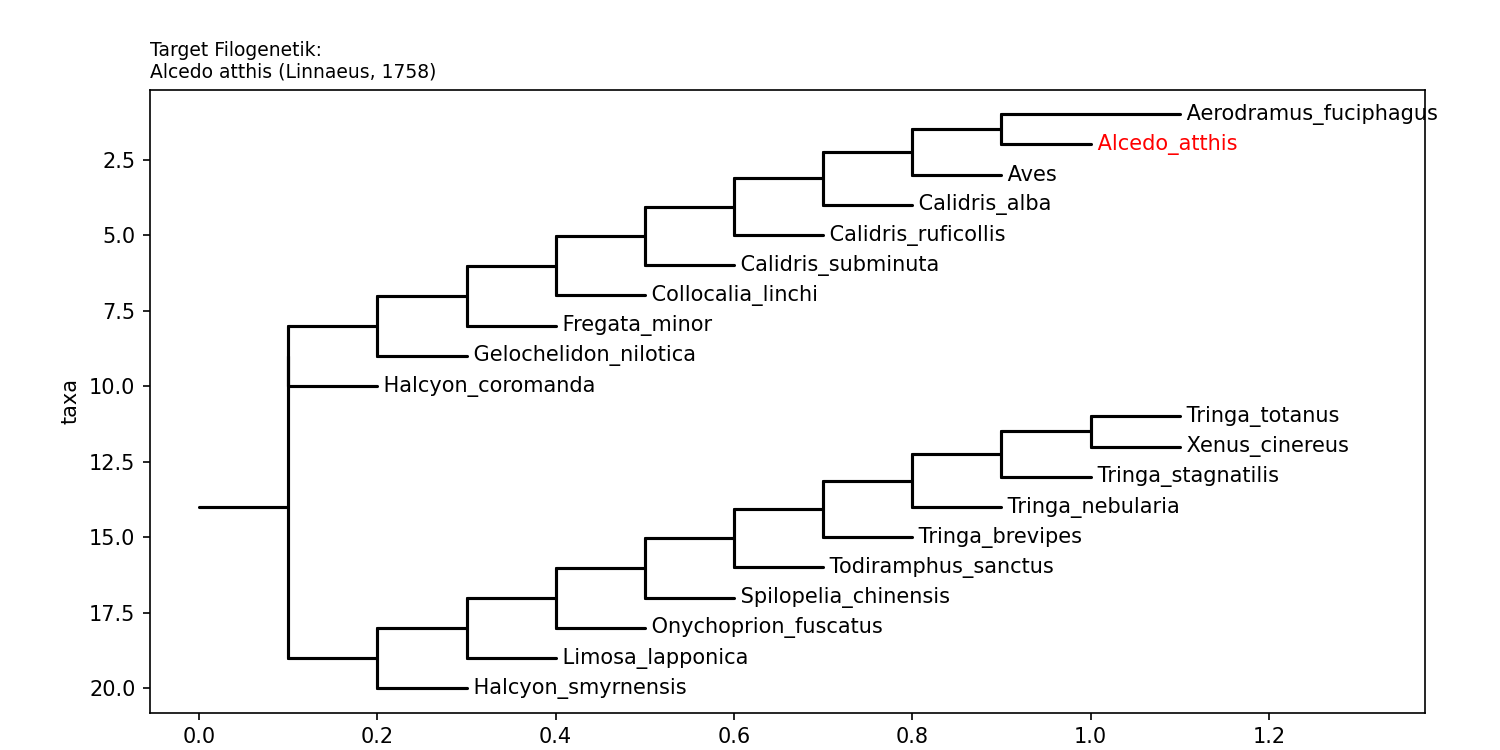 Target Filogenetik:
Alcedo atthis (Linnaeus, 1758)
Aerodramus_fuciphagus
Alcedo_atthis
2.5
Aves
Calidris_alba
5.0
Calidris_ruficollis
Calidris_subminuta
Collocalia_linchi
7.5
Fregata_minor
Gelochelidon_nilotica
10.0
Halcyon_coromanda
taxa
Tringa_totanus
Xenus_cinereus
12.5
Tringa_stagnatilis
Tringa_nebularia
15.0
Tringa_brevipes
Todiramphus_sanctus
Spilopelia_chinensis
17.5
Onychoprion_fuscatus
Limosa_lapponica
20.0
Halcyon_smyrnensis
0.0 0.2 0.4 0.6 0.8 1.0 1.2